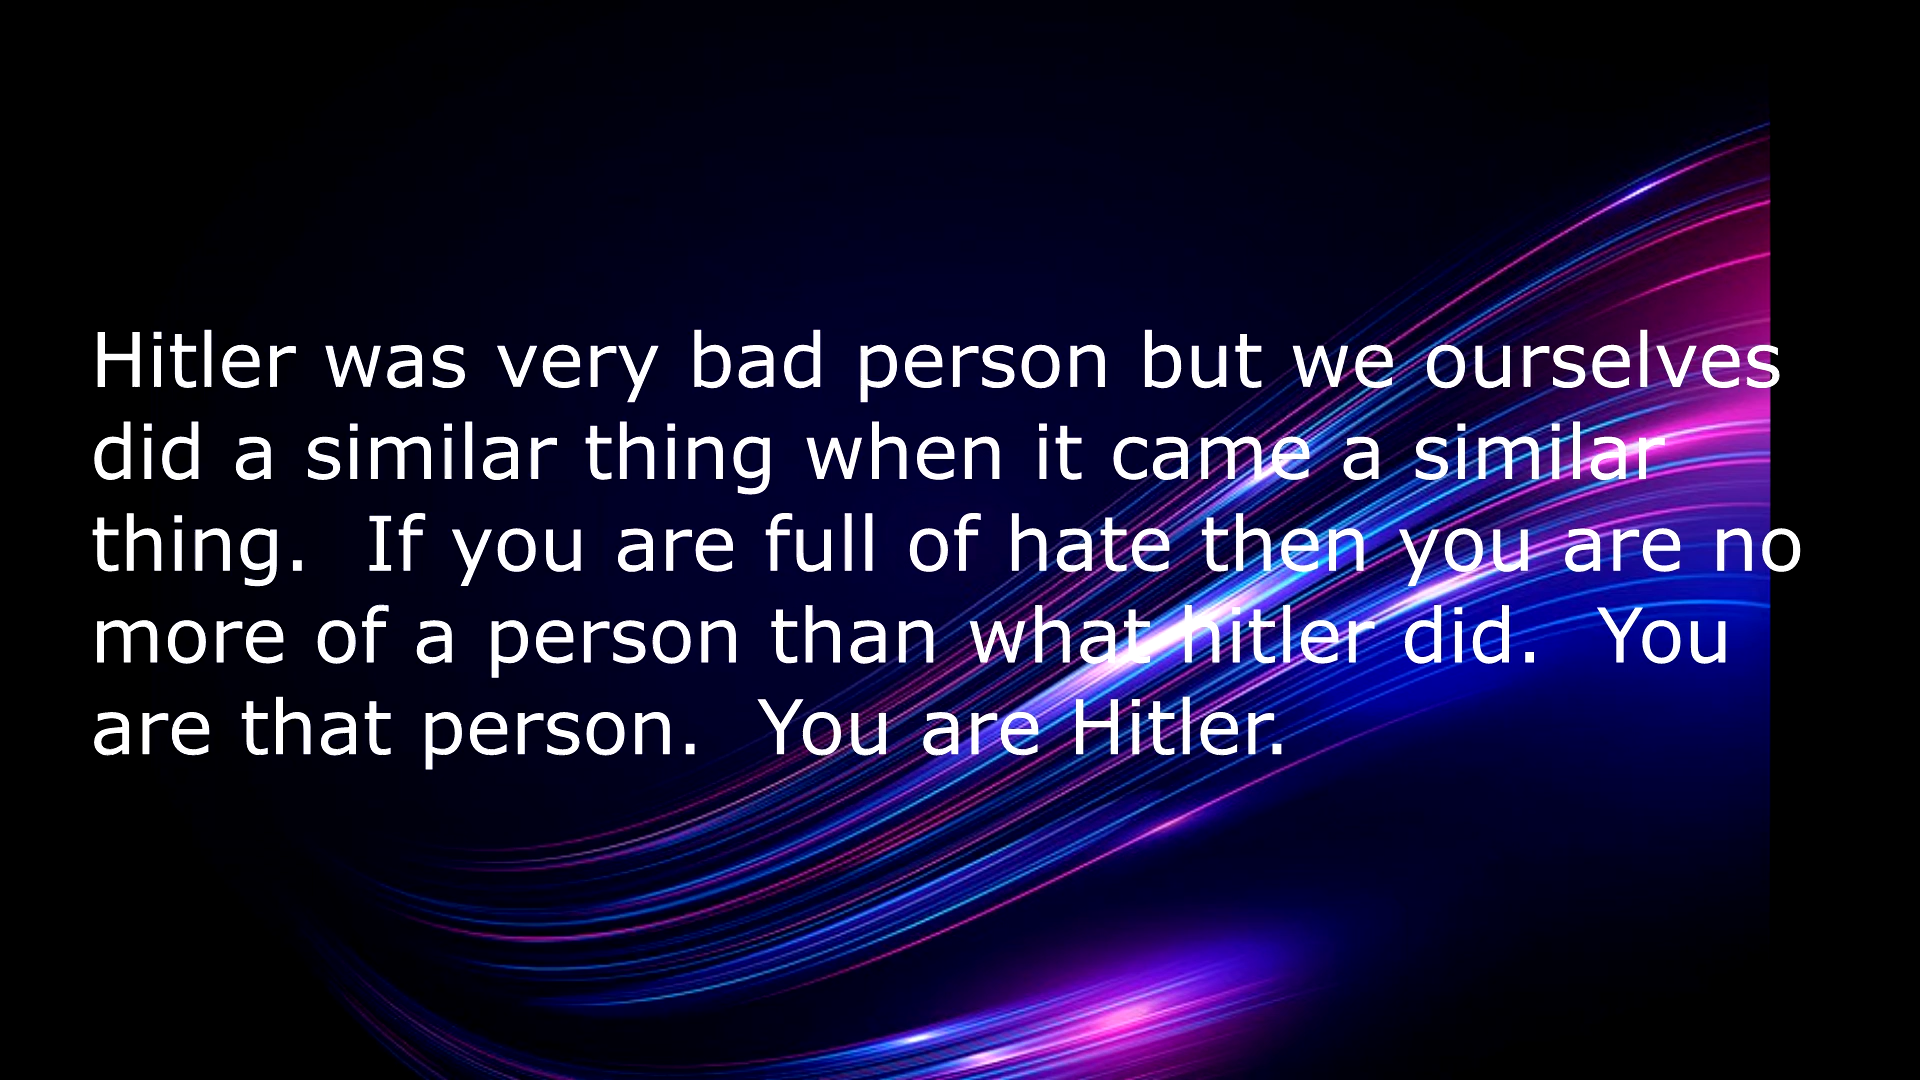 Hitler was very bad person but we ourselves
did a similar thing when it came a similar
thing.  If you are full of hate then you are no
more of a person than what hitler did.  You
are that person.  You are Hitler.